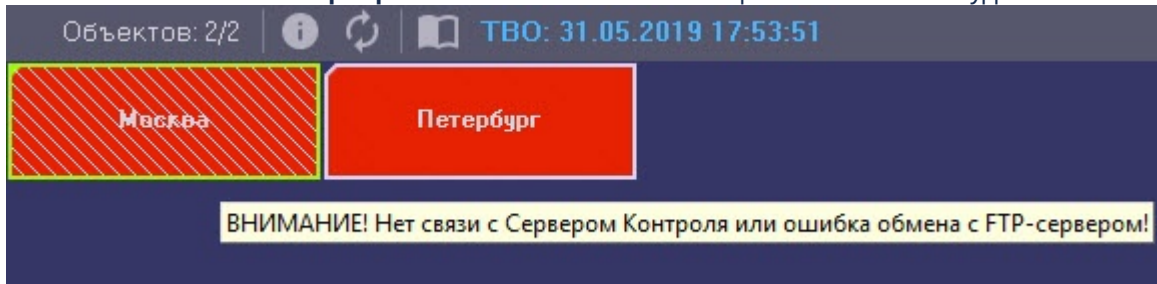 Объектов: 2/2 ТВО: 31.05.2019 17:53:51
Москва Петербург
ВНИМАНИЕ! Нет связи с Сервером Контроля или ошибка обмена с FTP-сервером!